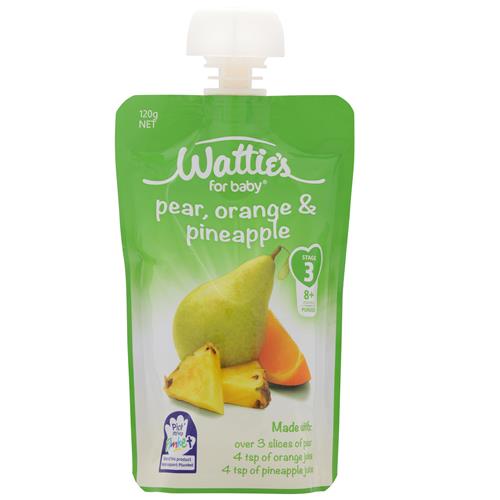 120g
NET
Wattie's
for baby®
pear, orange &
pineapple
STAGE
3
8+
Made with:
over 3 slices of pear
4 tsp of orange juice
4 tsp of pineapple juice